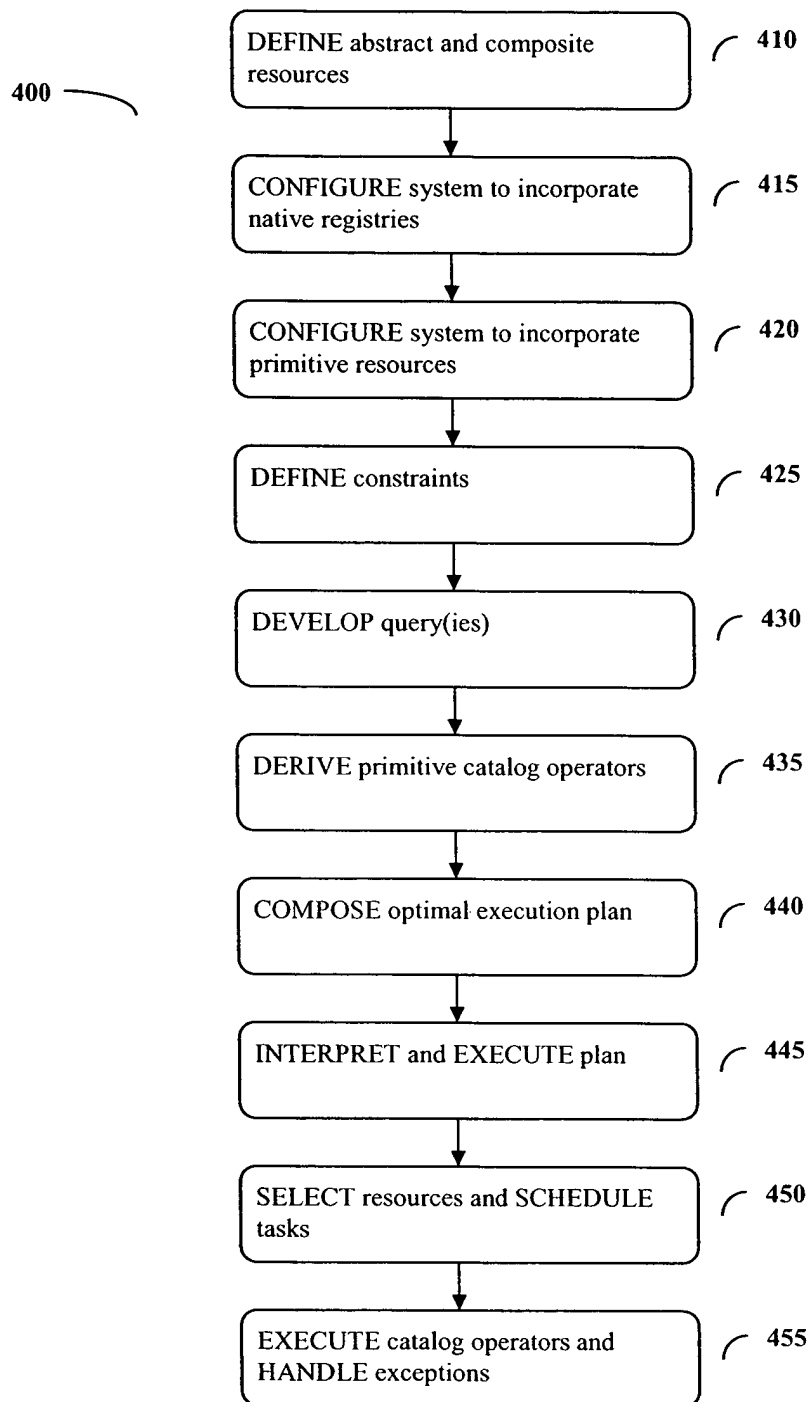 DEFINE abstract and composite
resources
410
400
CONFIGURE system to incorporate
native registries
415
CONFIGURE system to incorporate
primitive resources
420
DEFINE constraints
425
DEVELOP query(ies)
430
DERIVE primitive catalog operators
435
COMPOSE optimal execution plan
440
INTERPRET and EXECUTE plan
445
SELECT resources and SCHEDULE
tasks
450
EXECUTE catalog operators and
HANDLE exceptions
455